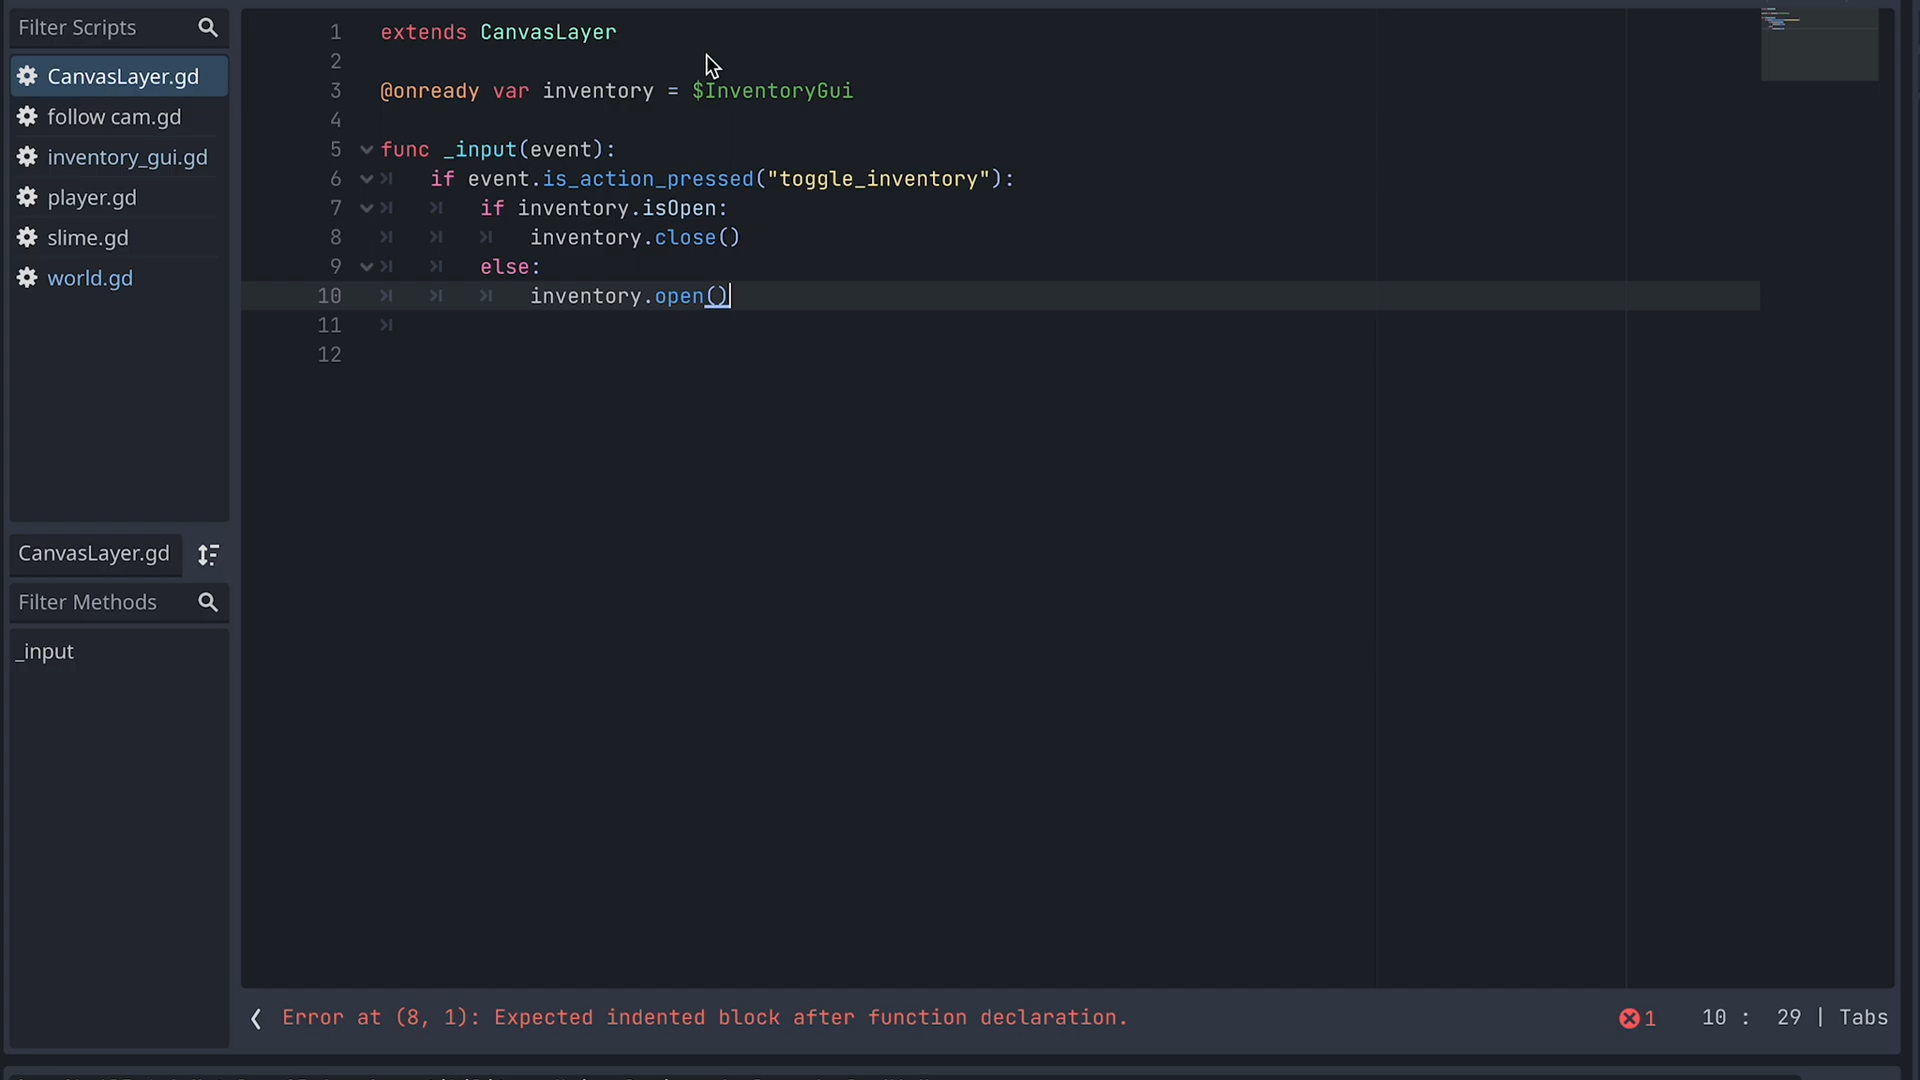 Filter Scripts
CanvasLayer.gd
follow cam.gd
inventory_gui.gd
player.gd
slime.gd
world.gd
CanvasLayer.gd
Filter Methods
_input
1 extends CanvasLayer
2
3 @onready var inventory = $InventoryGui
4
5 func _input(event):
6 if event.is_action_pressed("toggle_inventory"):
7 if inventory.isOpen:
8 inventory.close()
9 else:
10 inventory.open()
11
12
Error at (8, 1): Expected indented block after function declaration.
1 10 : 29 | Tabs